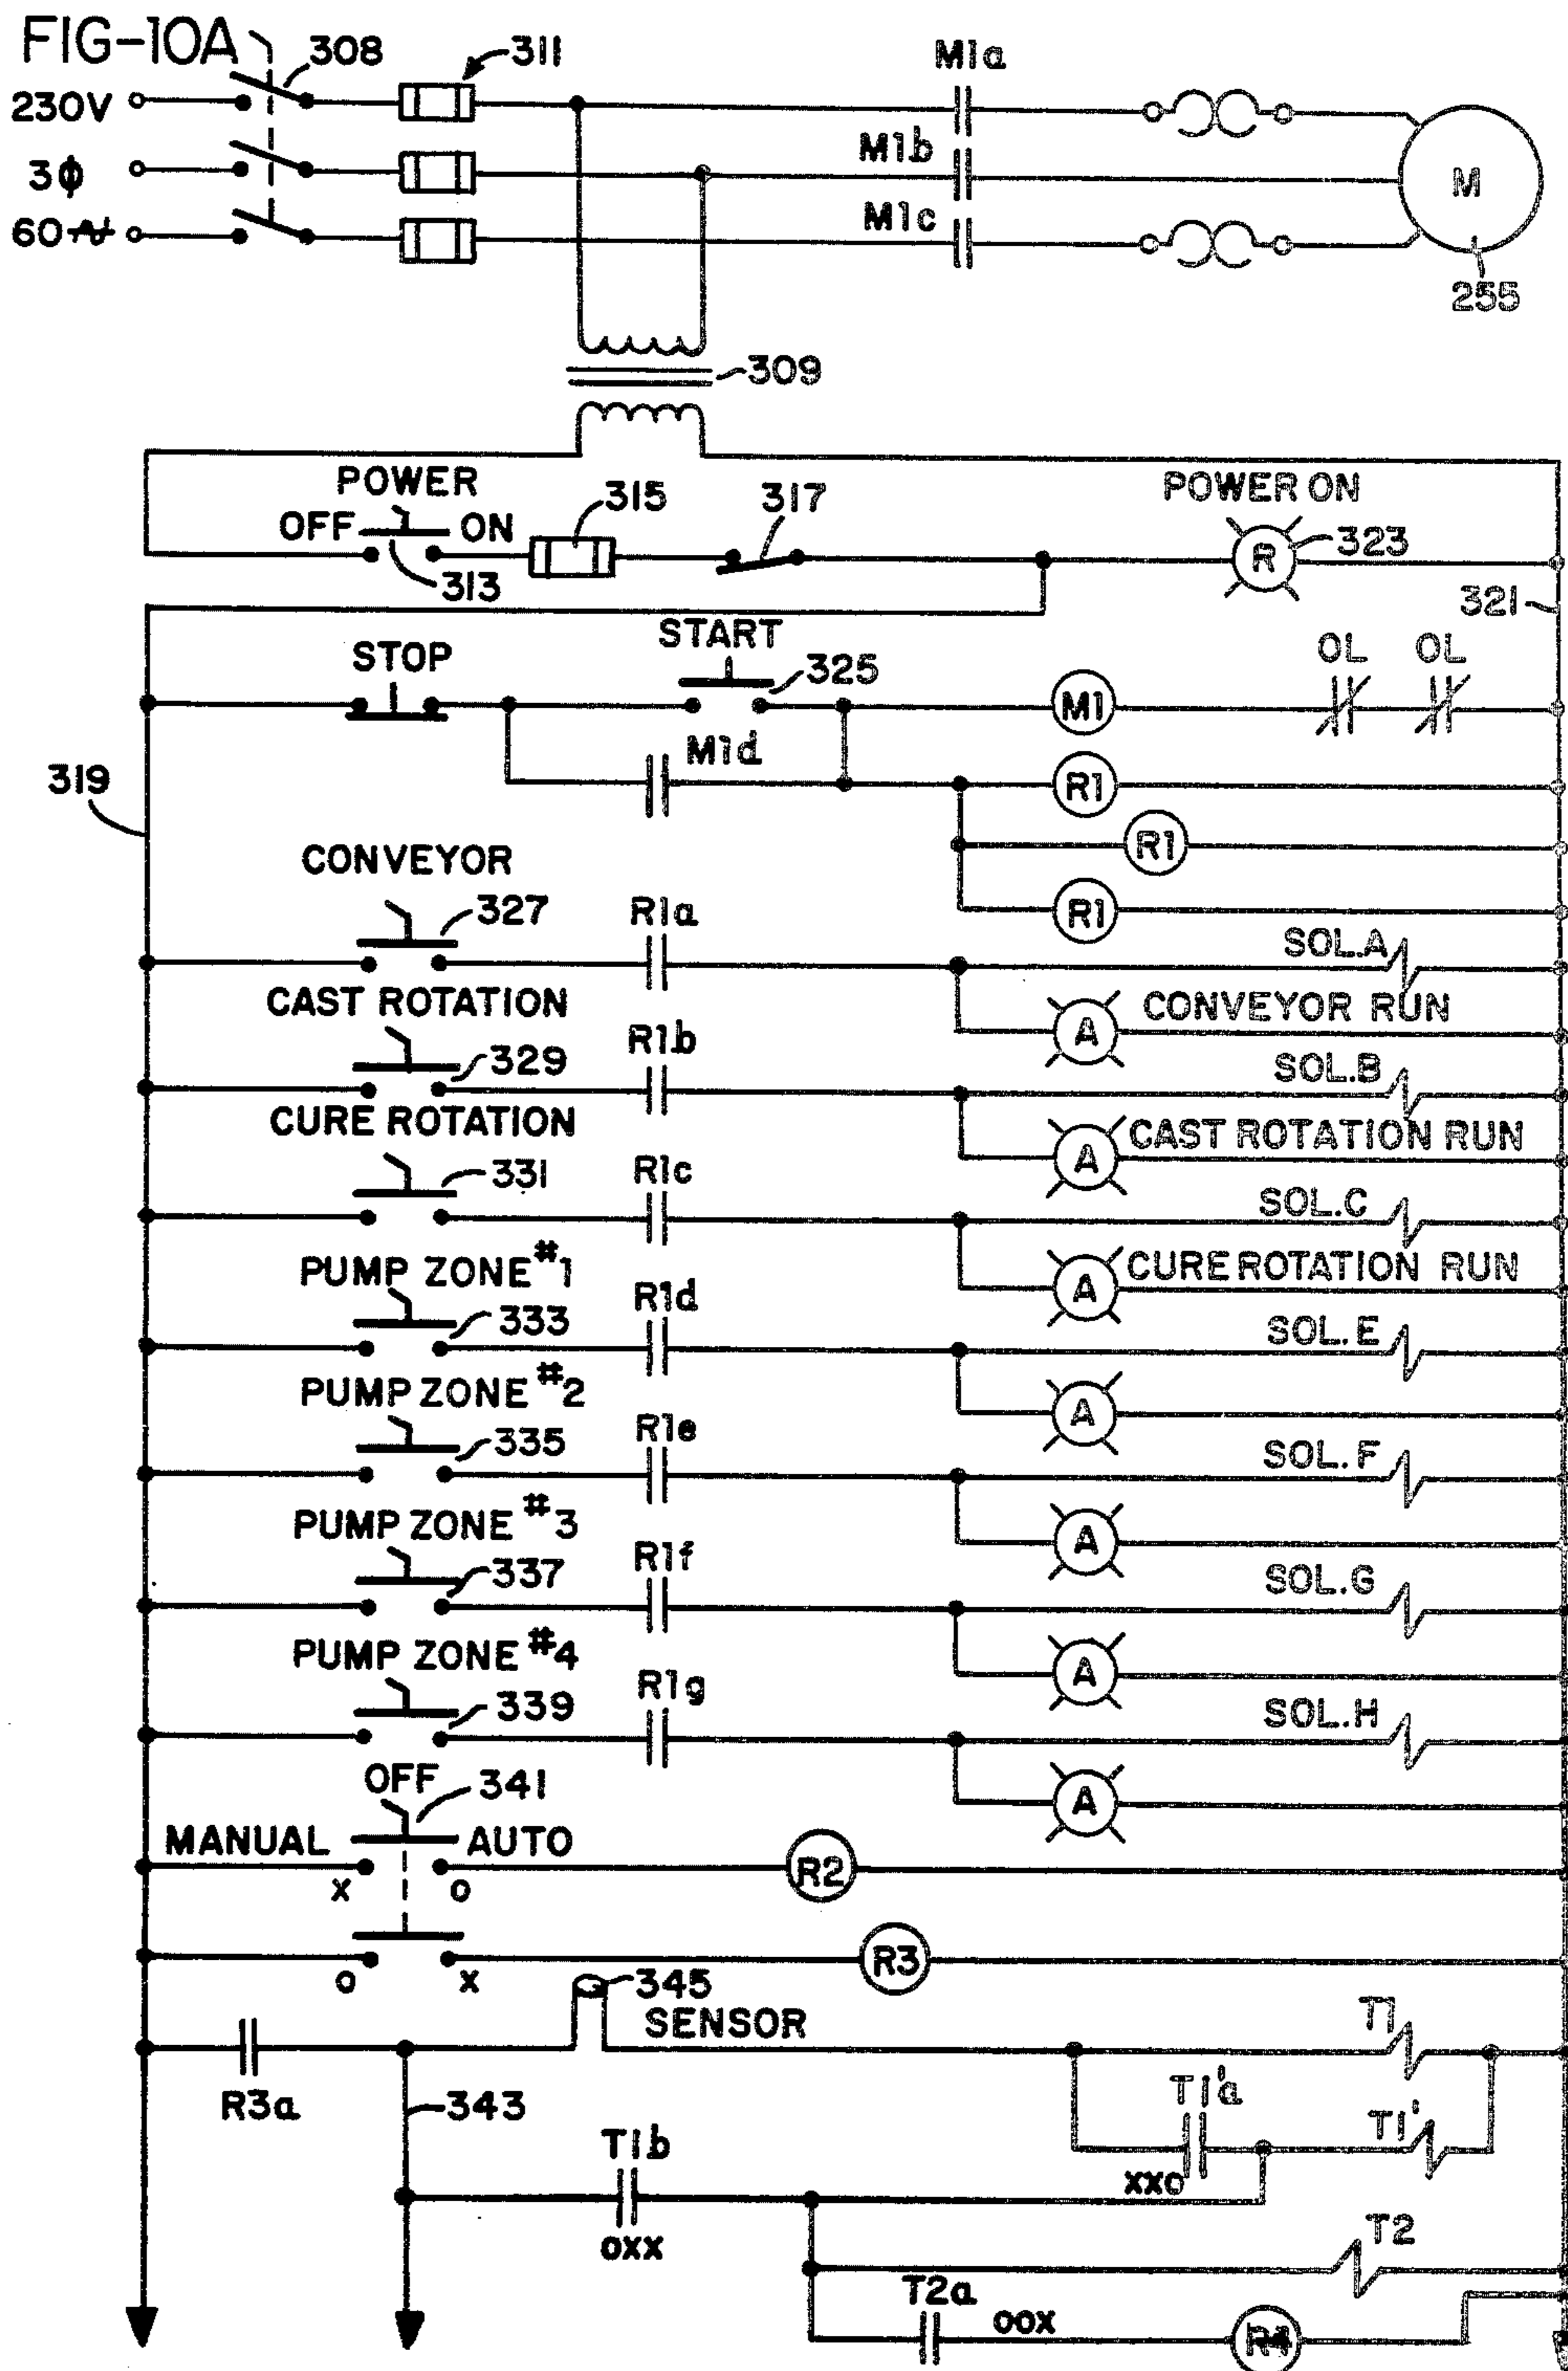 FIG-10A
308
311
M1a
230V
M1b
3ϕ
M
M1c
60
255
309
POWER
317
POWER ON
315
OFF ON
R
323
313
321
START
STOP
OL OL
325
M1
M1d
319
R1
R1
CONVEYOR
327
R1a
R1
SOL.A
CAST ROTATION
A
CONVEYOR RUN
R1b
329
SOL.B
CURE ROTATION
A
CAST ROTATION RUN
331
R1c
SOL.C
PUMP ZONE #1
A
CURE ROTATION RUN
333
R1d
SOL. E
PUMP ZONE #2
A
335
R1e
SOL. F
PUMP ZONE #3
A
337
R1f
SOL.G
PUMP ZONE #4
A
339
R1g
SOL.H
OFF
341
A
MANUAL AUTO
R2
X O
R3
O X
345
SENSOR
T1
R3a
343
T1'a
T1'
T1b
XXO
OXX
T2
T2a
OOX
R4